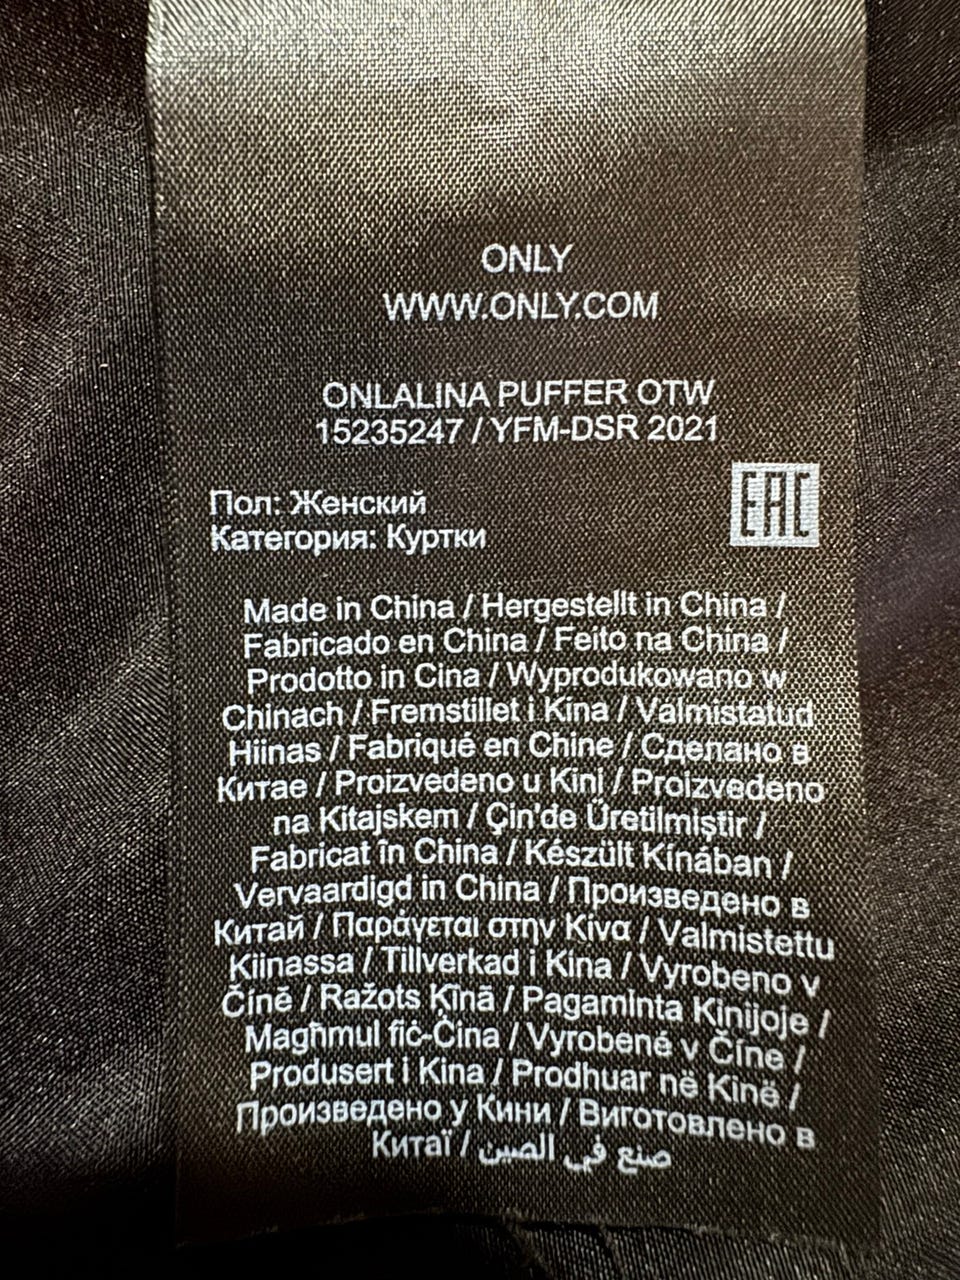 ONLY
WWW.ONLY.COM
ONLALINA PUFFER OTW
15235247 / YFM-DSR 2021
Пол: Женский
Категория: Куртки
EAC
Made in China / Hergestellt in China /
Fabricado en China / Feito na China /
Prodotto in Cina / Wyprodukowano w
Chinach / Fremstillet i Kina / Valmistatud
Hiinas / Fabriqué en Chine / Сделано в
Китае / Proizvedeno u Kini / Proizvedeno
na Kitajskem / Çin'de Üretilmiştir /
Fabricat în China / Készült Kínában /
Vervaardigd in China / Произведено в
Китай / Παράγεται στην Κίνα / Valmistettu
Kiinassa / Tillverkad i Kina / Vyrobeno v
Číně / Ražots Ķīnā / Pagaminta Kinijoje /
Magħmul fiċ-Ċina / Vyrobené v Číne /
Produsert i Kina / Prodhuar në Kinë /
Произведено у Кини / Виготовлено в
Китаї / صنع في الصين